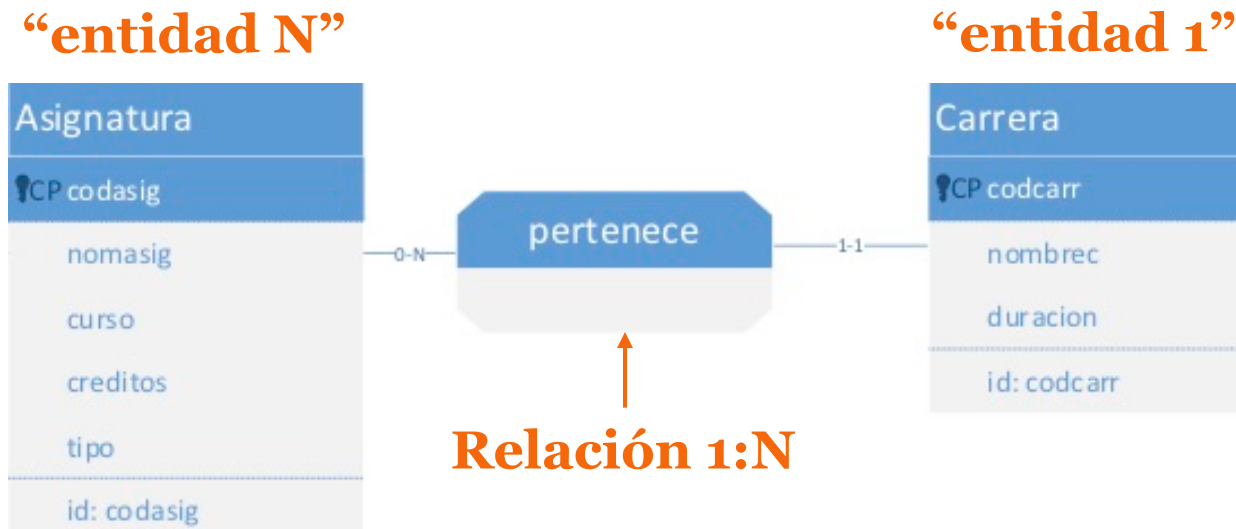 “entidad N”
“entidad 1”
Asignatura
CP codasig
nomasig
curso
creditos
tipo
id: codasig
0-N
pertenece
1-1
Carrera
CP codcarr
nombrec
duracion
id: codcarr
Relación 1:N